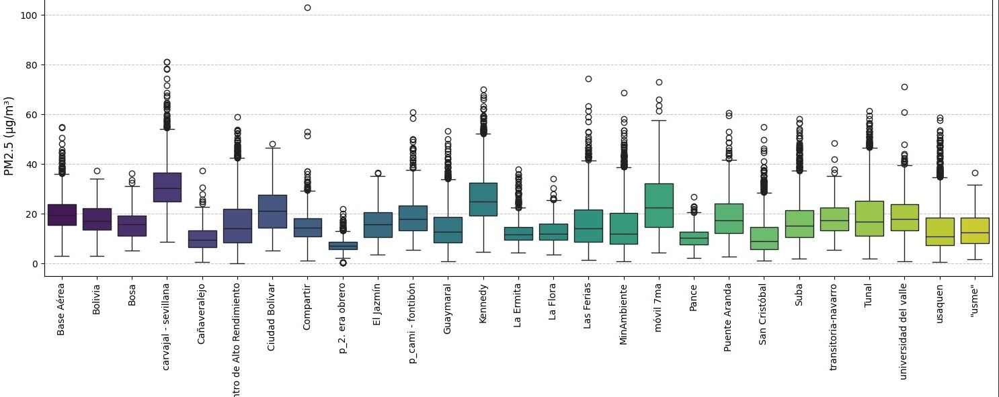 PM2.5 (µg/m³)
100
80
60
40
20
0
Base Aérea
Bolivia
Bosa
carvajal - sevillana
Cañaveralejo
ntro de Alto Rendimiento
Ciudad Bolívar
Compartir
p_2. era obrero
El Jazmín
p_cami - fontibón
Guaymaral
Kennedy
La Ermita
La Flora
Las Ferias
MinAmbiente
móvil 7ma
Pance
Puente Aranda
San Cristóbal
Suba
transitoria-navarro
Tunal
universidad del valle
usaquen
"usme"